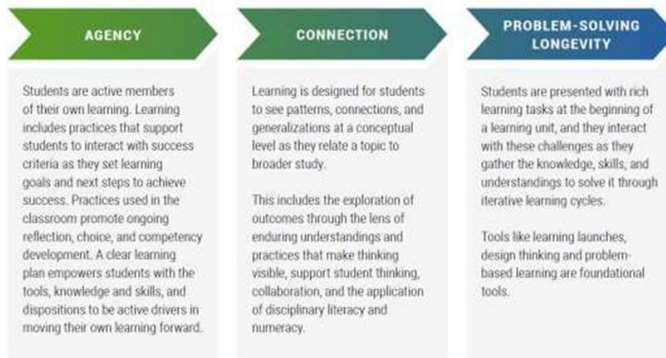 AGENCY
Students are active members
of their own learning. Learning
includes practices that support
students to interact with success
criteria as they set learning
goals and next steps to achieve
success. Practices used in the
classroom promote ongoing
reflection, choice, and competency
development. A clear learning
plan empowers students with the
tools, knowledge and skills, and
dispositions to be active drivers in
moving their own learning forward.
CONNECTION
Learning is designed for students
to see patterns, connections, and
generalizations at a conceptual
level as they relate a topic to
broader study.
This includes the exploration of
outcomes through the lens of
enduring understandings and
practices that make thinking
visible, support student thinking,
collaboration, and the application
of disciplinary literacy and
numeracy.
PROBLEM-SOLVING
LONGEVITY
Students are presented with rich
learning tasks at the beginning of
a learning unit, and they interact
with these challenges as they
gather the knowledge, skills, and
understandings to solve it through
iterative learning cycles.
Tools like learning launches,
design thinking and problem-
based learning are foundational
tools.